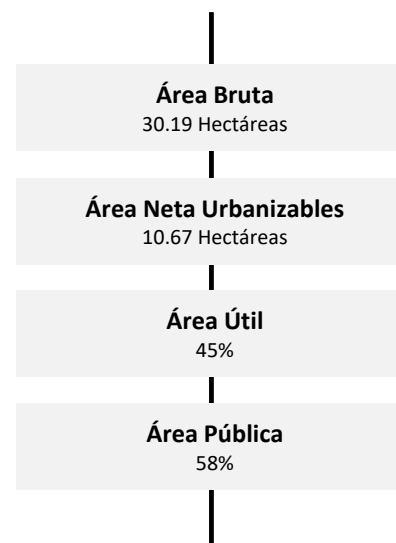 Área Bruta
30.19 Hectáreas
Área Neta Urbanizables
10.67 Hectáreas
Área Útil
45%
Área Pública
58%